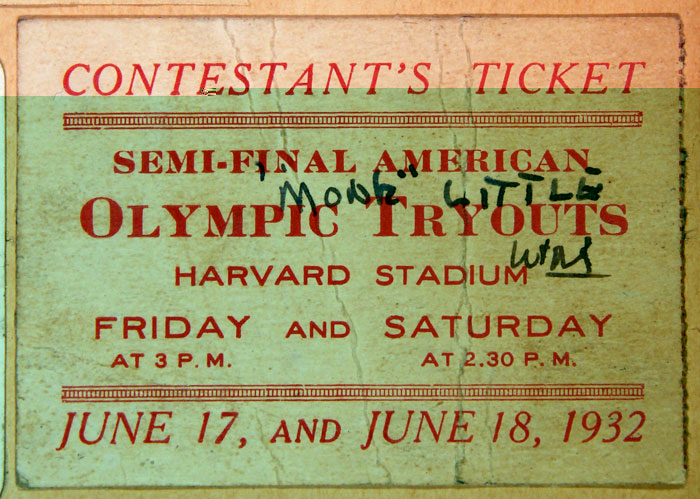 CONTESTANT'S TICKET
SEMI-FINAL AMERICAN
"MONK" LITTLE
OLYMPIC TRYOUTS
HARVARD STADIUM
FRIDAY AND SATURDAY
AT 3 P. M. AT 2.30 P. M.
JUNE 17, AND JUNE 18, 1932